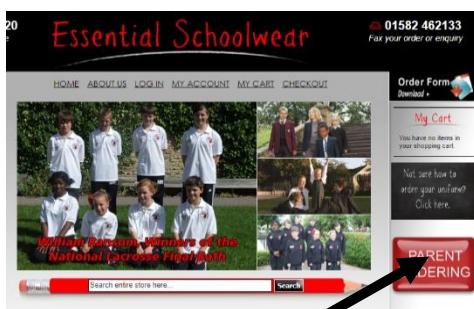 20
Essential Schoolwear
01582 462133
Fax your order or enquiry
HOME ABOUT US LOG IN MY ACCOUNT MY CART CHECKOUT
Order Form
Download +
My Cart
You have no items in
your shopping cart.
Not sure how to
order your uniform?
Click here.
William Ransom, Winners of the
National Lacrosse Final Both
PARENT
Search entire store here...
Search